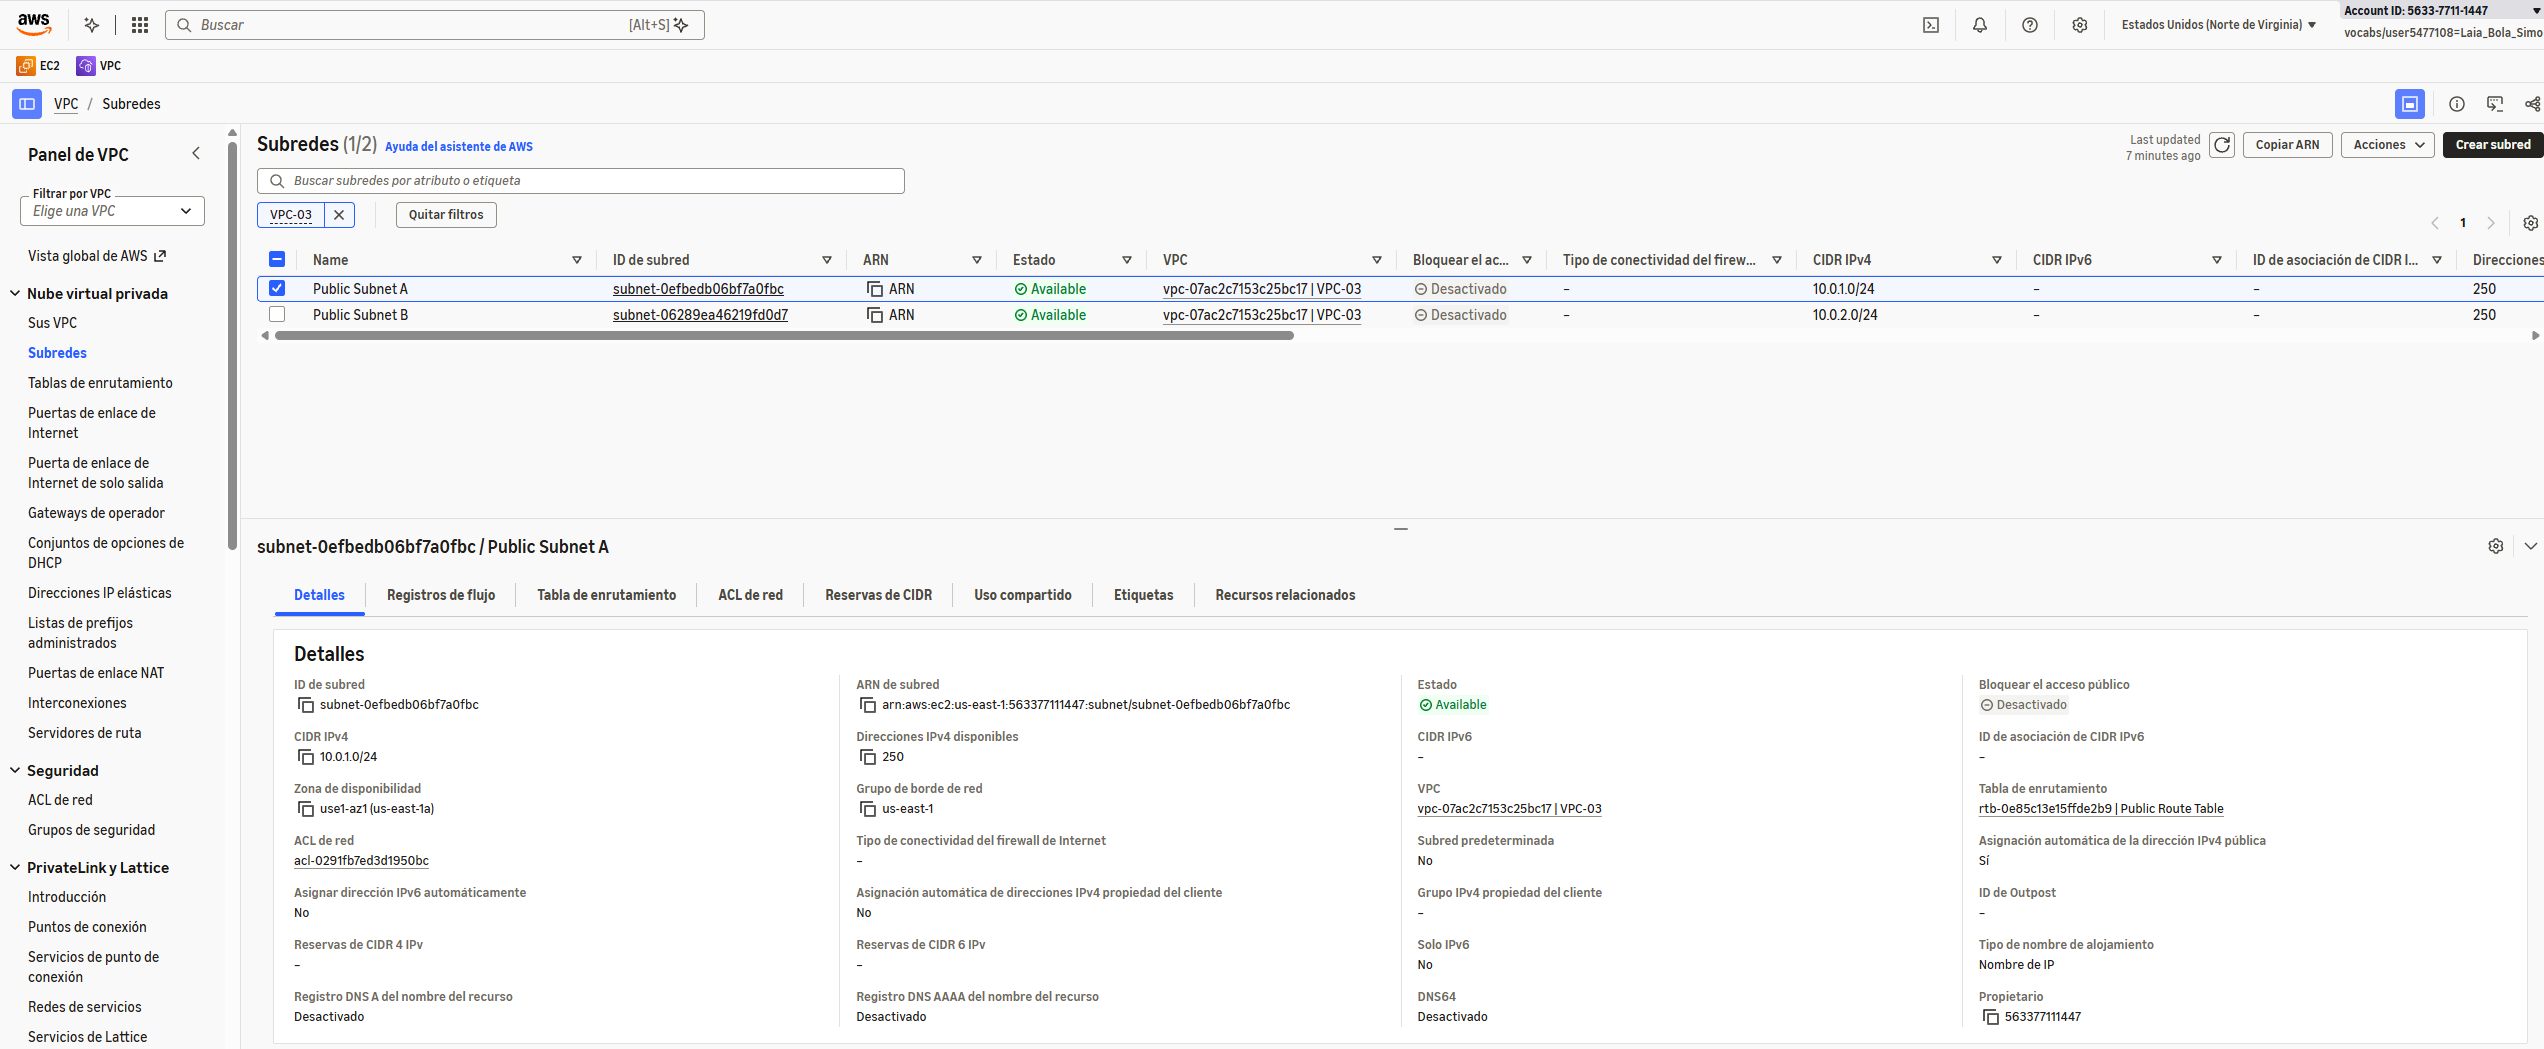 aws
Buscar
[Alt+S]
Estados Unidos (Norte de Virginia)
Account ID: 5633-7711-1447
vocabs/user5477108=Laia_Bola_Simo
EC2
VPC
VPC / Subredes
Panel de VPC
Filtrar por VPC
Elige una VPC
Vista global de AWS
Nube virtual privada
Sus VPC
Subredes
Tablas de enrutamiento
Puertas de enlace de
Internet
Puerta de enlace de
Internet de solo salida
Gateways de operador
Conjuntos de opciones de
DHCP
Direcciones IP elásticas
Listas de prefijos
administrados
Puertas de enlace NAT
Interconexiones
Servidores de ruta
Seguridad
ACL de red
Grupos de seguridad
PrivateLink y Lattice
Introducción
Puntos de conexión
Servicios de punto de
conexión
Redes de servicios
Servicios de Lattice
Subredes (1/2) Ayuda del asistente de AWS
Last updated
7 minutes ago
Copiar ARN
Acciones
Crear subred
Buscar subredes por atributo o etiqueta
VPC-03
Quitar filtros
1
Name ID de subred ARN Estado VPC Bloquear el ac... Tipo de conectividad del firew... CIDR IPv4 CIDR IPv6 ID de asociación de CIDR I... Direcciones
Public Subnet A subnet-0efbedb06bf7a0fbc ARN Available vpc-07ac2c7153c25bc17 | VPC-03 Desactivado – 10.0.1.0/24 – – 250
Public Subnet B subnet-06289ea46219fd0d7 ARN Available vpc-07ac2c7153c25bc17 | VPC-03 Desactivado – 10.0.2.0/24 – – 250
subnet-0efbedb06bf7a0fbc / Public Subnet A
Detalles Registros de flujo Tabla de enrutamiento ACL de red Reservas de CIDR Uso compartido Etiquetas Recursos relacionados
Detalles
ID de subred
subnet-0efbedb06bf7a0fbc
ARN de subred
arn:aws:ec2:us-east-1:563377111447:subnet/subnet-0efbedb06bf7a0fbc
Estado
Available
Bloquear el acceso público
Desactivado
CIDR IPv4
10.0.1.0/24
Direcciones IPv4 disponibles
250
CIDR IPv6
–
ID de asociación de CIDR IPv6
–
Zona de disponibilidad
use1-az1 (us-east-1a)
Grupo de borde de red
us-east-1
VPC
vpc-07ac2c7153c25bc17 | VPC-03
Tabla de enrutamiento
rtb-0e85c13e15ffde2b9 | Public Route Table
ACL de red
acl-0291fb7ed3d1950bc
Tipo de conectividad del firewall de Internet
–
Subred predeterminada
No
Asignación automática de la dirección IPv4 pública
Sí
Asignar dirección IPv6 automáticamente
No
Asignación automática de direcciones IPv4 propiedad del cliente
No
Grupo IPv4 propiedad del cliente
–
ID de Outpost
–
Reservas de CIDR 4 IPv
–
Reservas de CIDR 6 IPv
–
Solo IPv6
No
Tipo de nombre de alojamiento
Nombre de IP
Registro DNS A del nombre del recurso
Desactivado
Registro DNS AAAA del nombre del recurso
Desactivado
DNS64
Desactivado
Propietario
563377111447